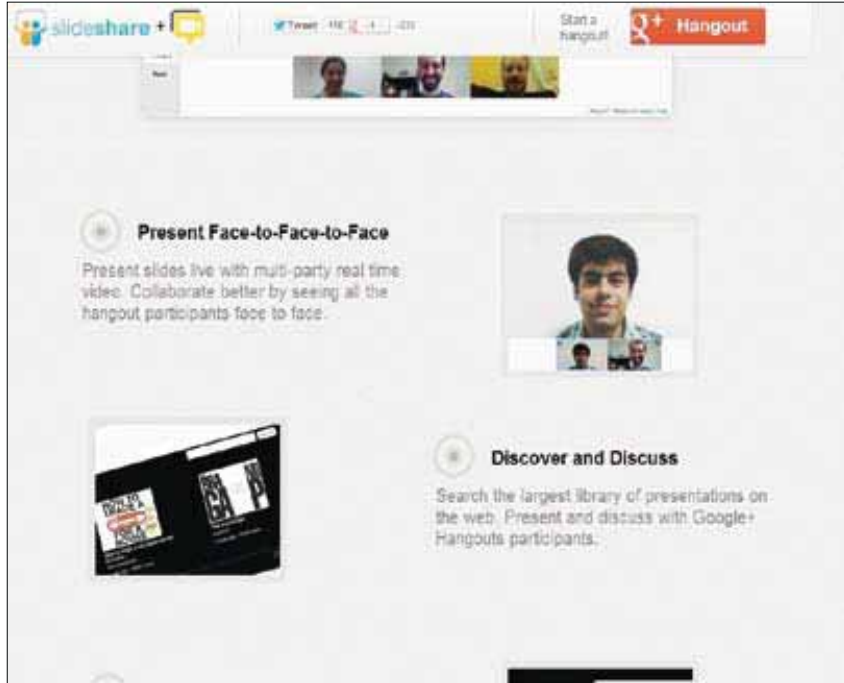 slideshare +
Tweet
Start a
hangout!
g+ Hangout
Present Face-to-Face-to-Face
Present slides live with multi-party real time
video. Collaborate better by seeing all the
hangout participants face to face.
Discover and Discuss
Search the largest library of presentations on
the web. Present and discuss with Google+
Hangouts participants.